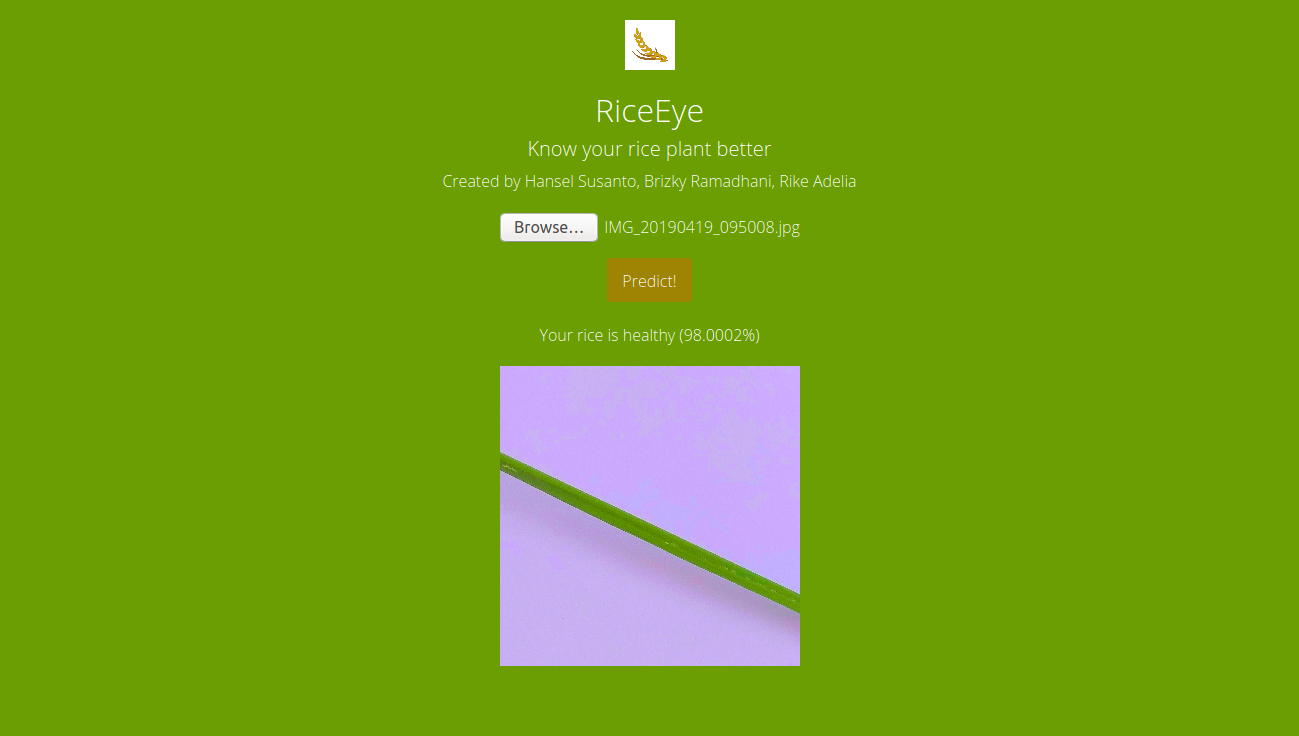 RiceEye
Know your rice plant better
Created by Hansel Susanto, Brizky Ramadhani, Rike Adelia
Browse... IMG_20190419_095008.jpg
Predict!
Your rice is healthy (98.0002%)